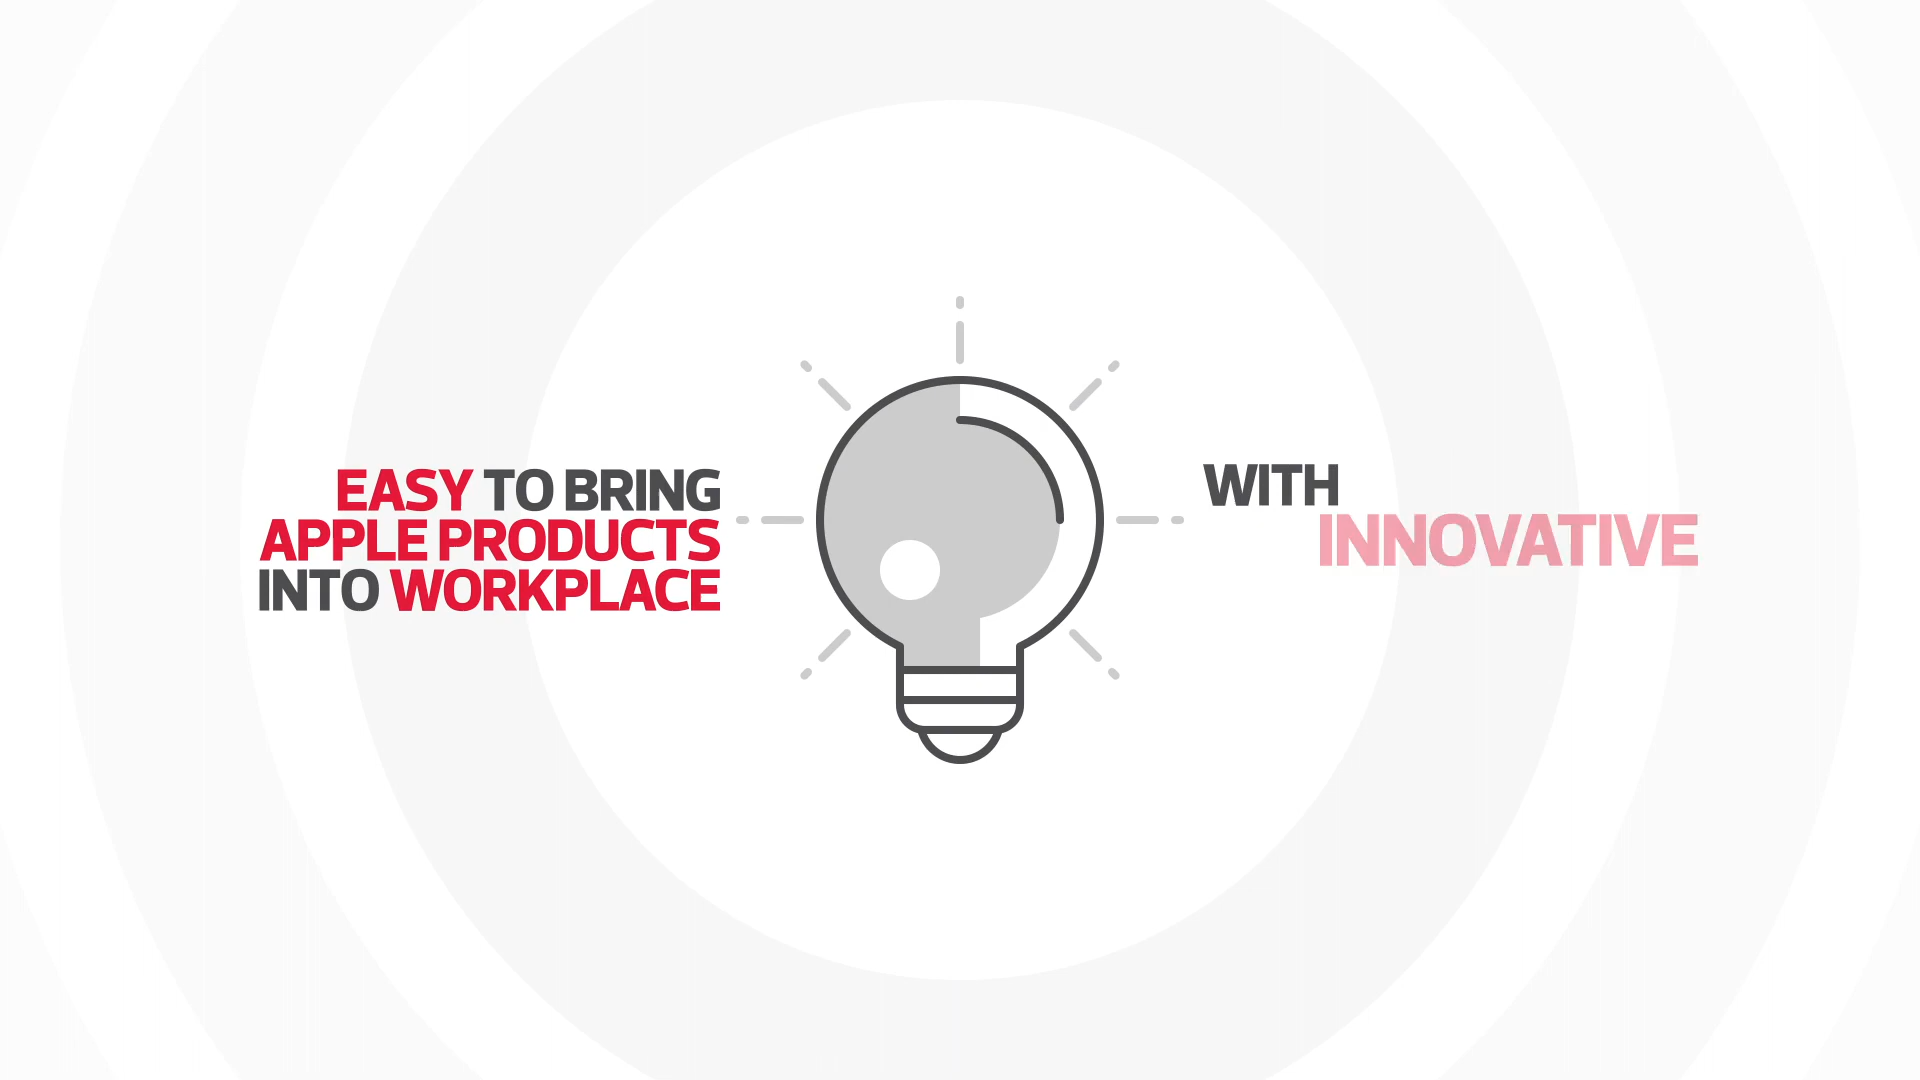 EASY TO BRING
APPLE PRODUCTS
INTO WORKPLACE
WITH
INNOVATIVE